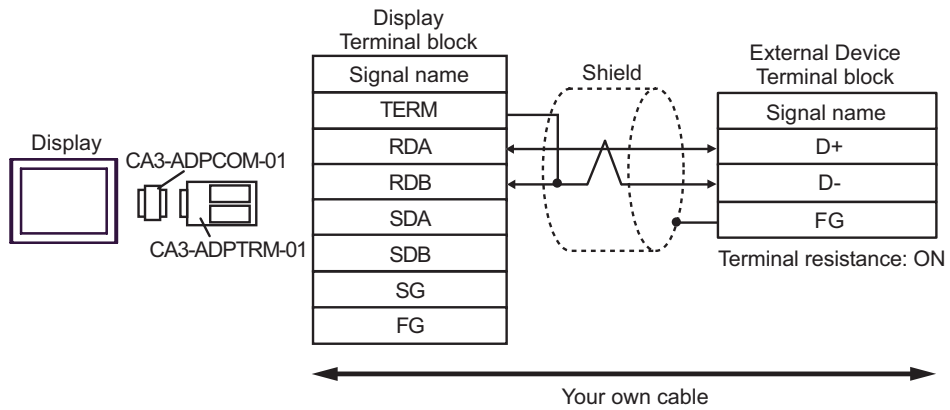 Display
Terminal block
Signal name
TERM
RDA
RDB
SDA
SDB
SG
FG
Shield
External Device
Terminal block
Signal name
D+
D-
FG
Terminal resistance: ON
Display
CA3-ADPCOM-01
CA3-ADPTRM-01
Your own cable